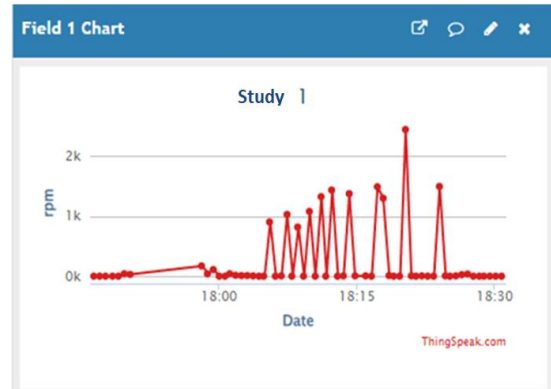 Field 1 Chart
Study 1
2k
1k
0k
rpm
18:00 18:15 18:30
Date
ThingSpeak.com